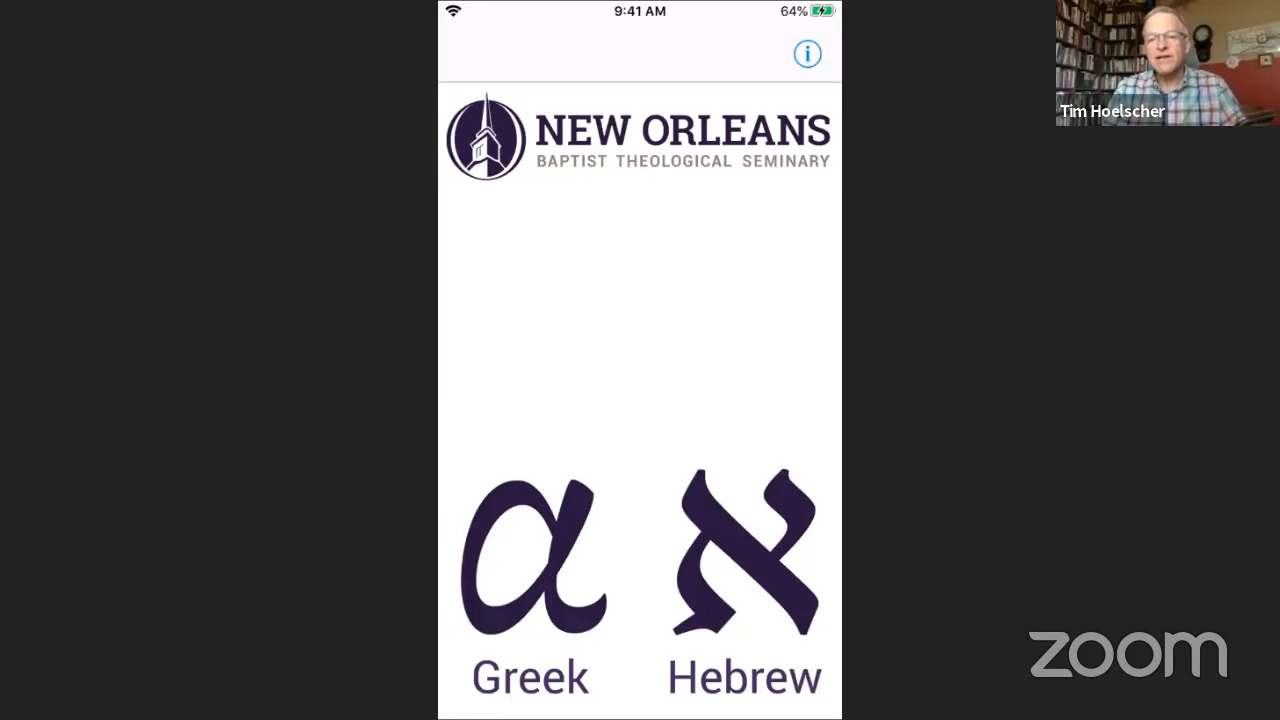 9:41 AM
64%
i
Tim Hoelscher
NEW ORLEANS
BAPTIST THEOLOGICAL SEMINARY
α א
Greek Hebrew
zoom